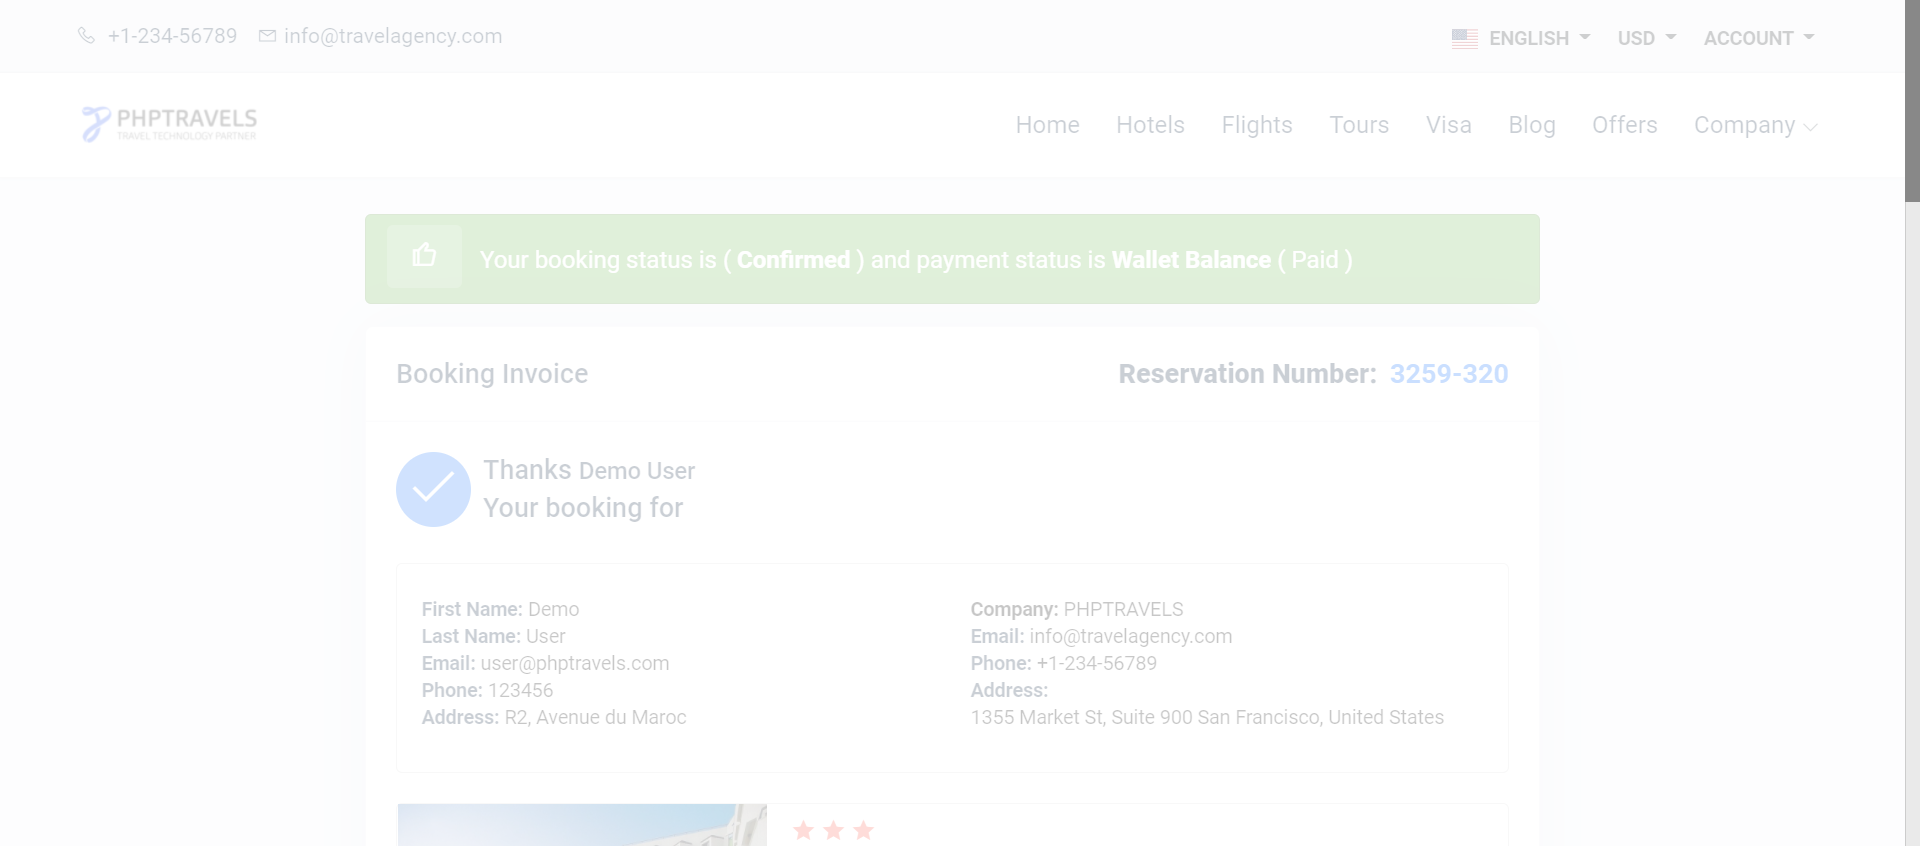 +1-234-56789 info@travelagency.com ENGLISH USD ACCOUNT
PHPTRAVELS
TRAVEL TECHNOLOGY PARTNER
Home Hotels Flights Tours Visa Blog Offers Company
Your booking status is ( Confirmed ) and payment status is Wallet Balance ( Paid )
Booking Invoice Reservation Number: 3259-320
Thanks Demo User
Your booking for
First Name: Demo
Last Name: User
Email: user@phptravels.com
Phone: 123456
Address: R2, Avenue du Maroc
Company: PHPTRAVELS
Email: info@travelagency.com
Phone: +1-234-56789
Address:
1355 Market St, Suite 900 San Francisco, United States